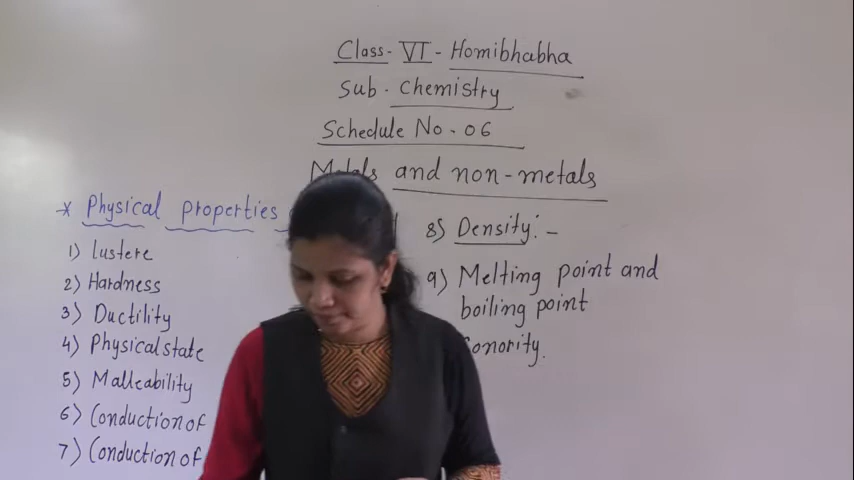 Class - VI - Homibhabha
Sub - Chemistry
Schedule No - 06
Metals and non-metals
* Physical properties
1) lustere
2) Hardness
3) Ductility
4) Physical state
5) Malleability
6) Conduction of
7) Conduction of
8) Density :-
9) Melting point and
boiling point
Sonority.